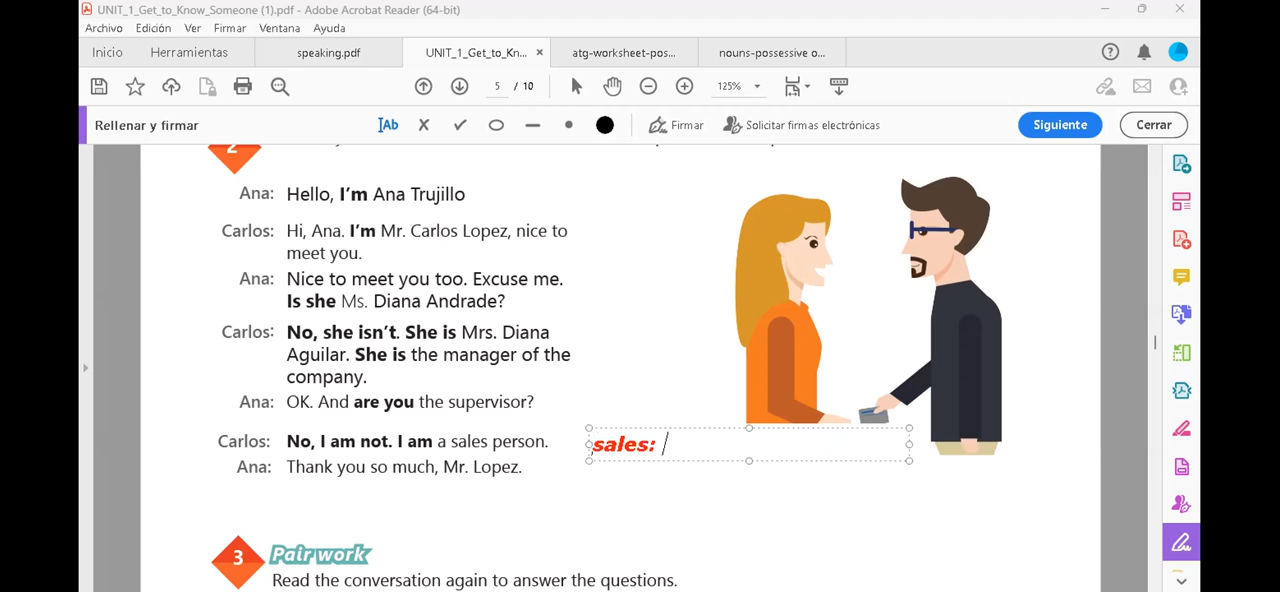 UNIT_1_Get_to_Know_Someone (1).pdf - Adobe Acrobat Reader (64-bit)
Archivo Edición Ver Firmar Ventana Ayuda
Inicio Herramientas speaking.pdf UNIT_1_Get_to_Kn... atg-worksheet-pos... nouns-possessive o...
5 / 10 125%
Rellenar y firmar Ab Firmar Solicitar firmas electrónicas Siguiente Cerrar
2
Ana: Hello, I'm Ana Trujillo
Carlos: Hi, Ana. I'm Mr. Carlos Lopez, nice to
meet you.
Ana: Nice to meet you too. Excuse me.
Is she Ms. Diana Andrade?
Carlos: No, she isn't. She is Mrs. Diana
Aguilar. She is the manager of the
company.
Ana: OK. And are you the supervisor?
Carlos: No, I am not. I am a sales person.
sales:
Ana: Thank you so much, Mr. Lopez.
3 Pair work
Read the conversation again to answer the questions.